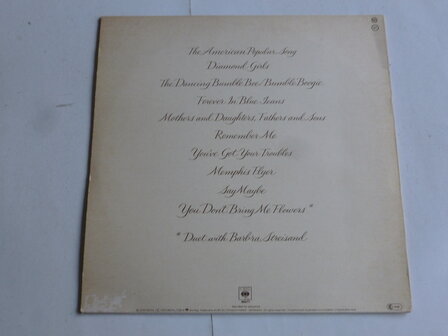 The American Popular Song
Diamond Girls
The Dancing Bumble Bee/Bumble Boogie
Forever In Blue Jeans
Mothers and Daughters, Fathers and Sons
Remember Me
You've Got Your Troubles
Memphis Flyer
Say Maybe
You Don't Bring Me Flowers*
*Duet with Barbra Streisand
CBS